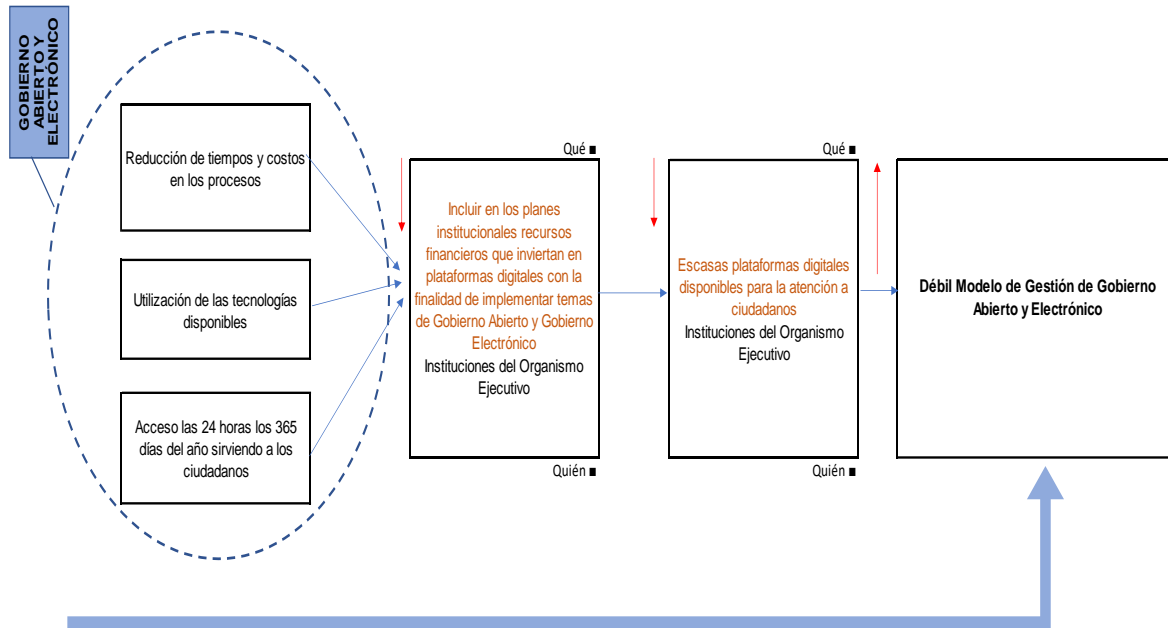 GOBIERNO
ABIERTO Y
ELECTRÓNICO
Reducción de tiempos y costos
en los procesos
Utilización de las tecnologías
disponibles
Acceso las 24 horas los 365
días del año sirviendo a los
ciudadanos
Qué ■
Incluir en los planes
institucionales recursos
financieros que inviertan en
plataformas digitales con la
finalidad de implementar temas
de Gobierno Abierto y Gobierno
Electrónico
Instituciones del Organismo
Ejecutivo
Quién ■
Qué ■
Escasas plataformas digitales
disponibles para la atención a
ciudadanos
Instituciones del Organismo
Ejecutivo
Quién ■
Débil Modelo de Gestión de Gobierno
Abierto y Electrónico